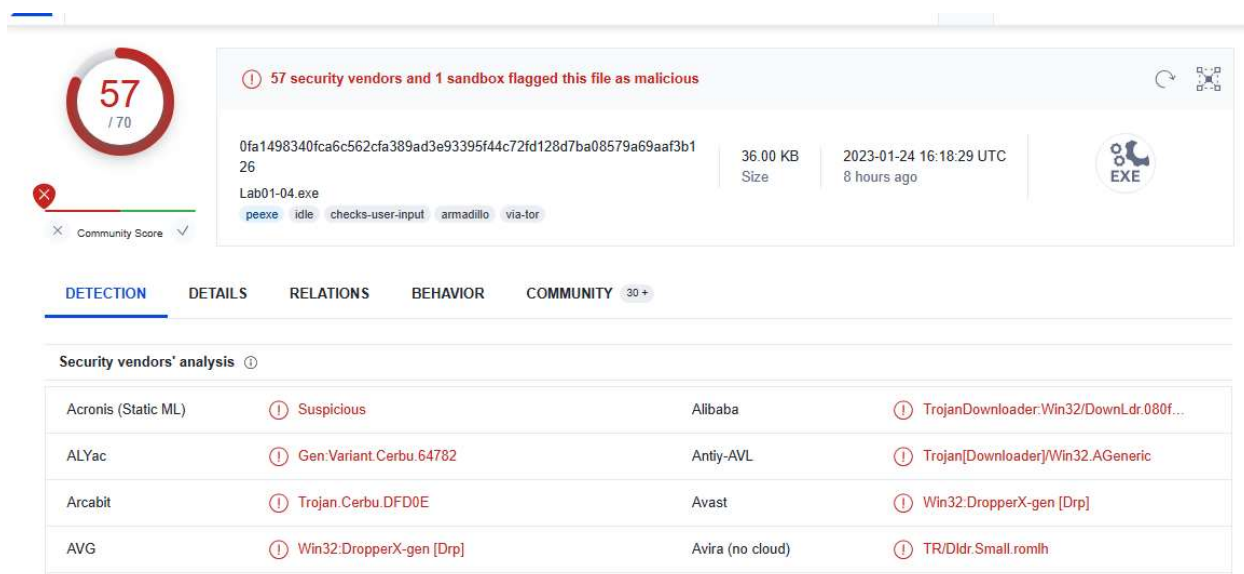 57
/ 70
Community Score
57 security vendors and 1 sandbox flagged this file as malicious
0fa1498340fca6c562cfa389ad3e93395f44c72fd128d7ba08579a69aaf3b1
26
Lab01-04.exe
peexe idle checks-user-input armadillo via-tor
36.00 KB
Size
2023-01-24 16:18:29 UTC
8 hours ago
EXE
DETECTION DETAILS RELATIONS BEHAVIOR COMMUNITY 30 +
Security vendors' analysis
Acronis (Static ML) Suspicious Alibaba TrojanDownloader:Win32/DownLdr.080f...
ALYac Gen:Variant.Cerbu.64782 Antiy-AVL Trojan[Downloader]/Win32.AGeneric
Arcabit Trojan.Cerbu.DFD0E Avast Win32:DropperX-gen [Drp]
AVG Win32:DropperX-gen [Drp] Avira (no cloud) TR/Dldr.Small.romlh